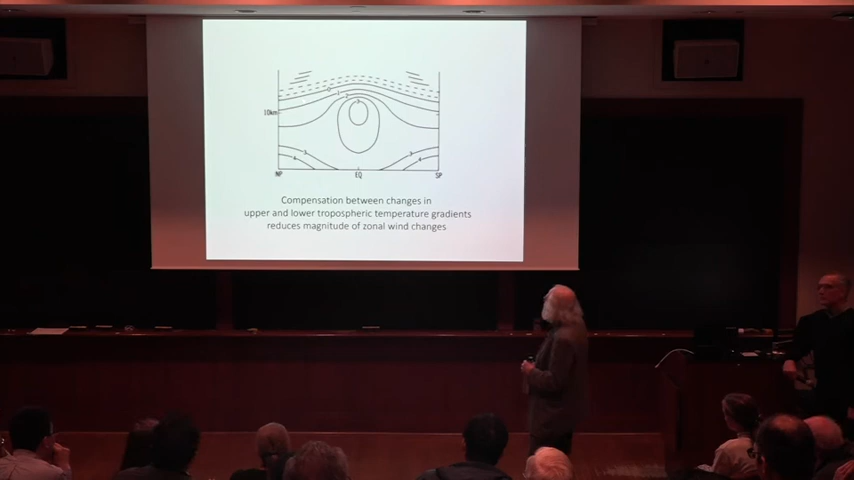 10km
NP EQ SP
Compensation between changes in
upper and lower tropospheric temperature gradients
reduces magnitude of zonal wind changes